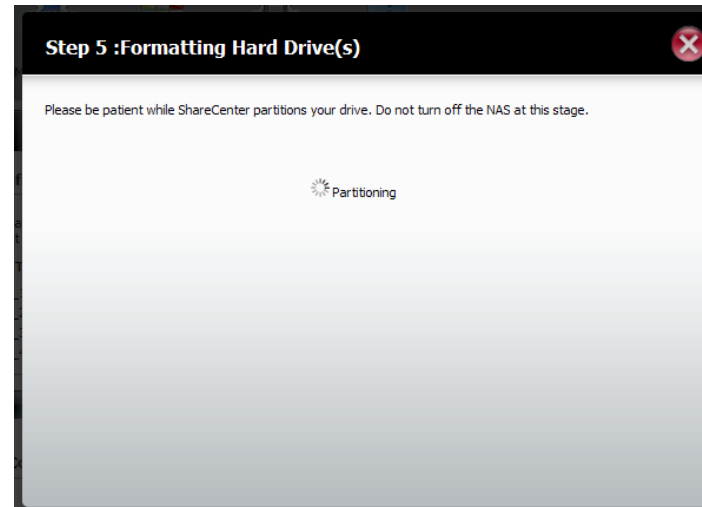 Step 5 :Formatting Hard Drive(s)
Please be patient while ShareCenter partitions your drive. Do not turn off the NAS at this stage.
Partitioning